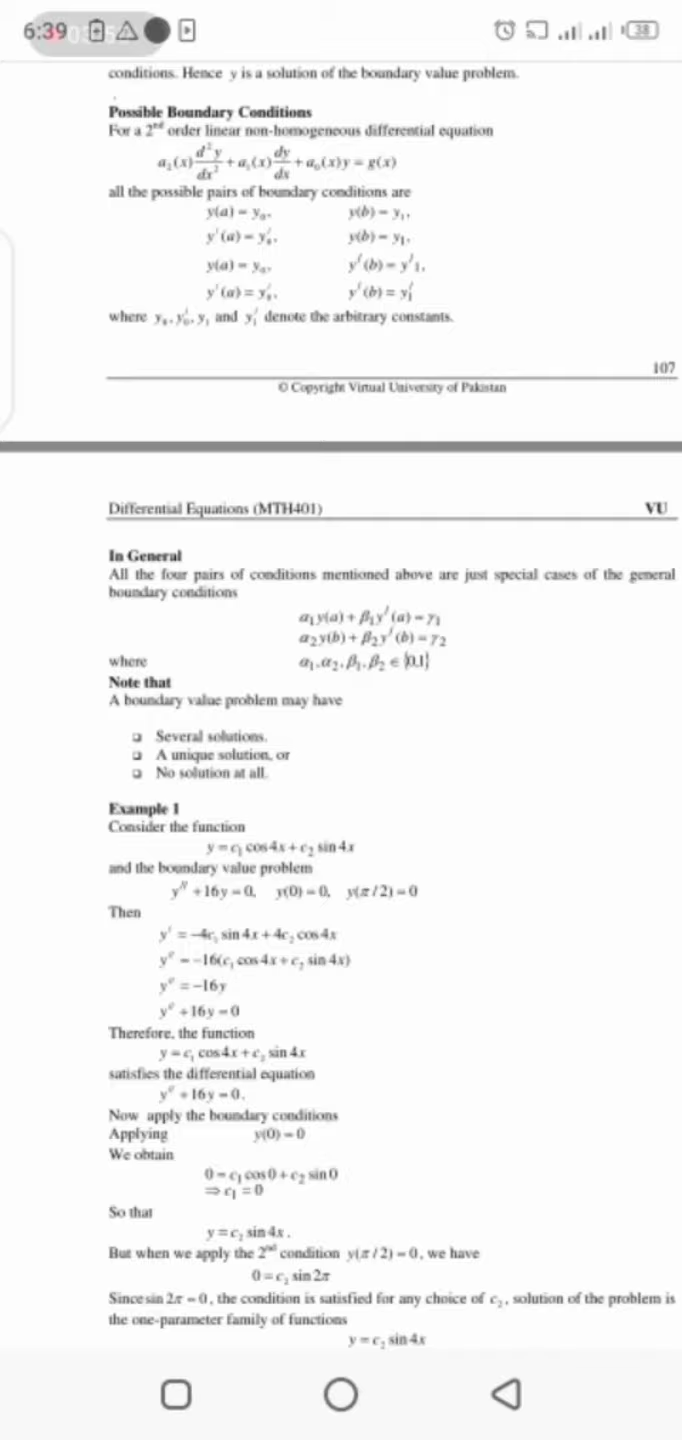 6:39
38
conditions. Hence y is a solution of the boundary value problem.
Possible Boundary Conditions
For a 2nd order linear non-homogeneous differential equation
a₂(x) d²y/dx² + a₁(x) dy/dx + a₀(x)y = g(x)
all the possible pairs of boundary conditions are
y(a) = y₀, y(b) = y₁,
y′(a) = y′₀, y(b) = y₁,
y(a) = y₀, y′(b) = y′₁,
y′(a) = y′₀, y′(b) = y′₁
where y₀, y′₀, y₁ and y′₁ denote the arbitrary constants.
107
© Copyright Virtual University of Pakistan
Differential Equations (MTH401) VU
In General
All the four pairs of conditions mentioned above are just special cases of the general
boundary conditions
α₁y(a) + β₁y′(a) = γ₁
α₂y(b) + β₂y′(b) = γ₂
where α₁, α₂, β₁, β₂ ∈ {0,1}
Note that
A boundary value problem may have
❑ Several solutions.
❑ A unique solution, or
❑ No solution at all.
Example 1
Consider the function
y = c₁ cos 4x + c₂ sin 4x
and the boundary value problem
y″ + 16y = 0, y(0) = 0, y(π/2) = 0
Then
y′ = −4c₁ sin 4x + 4c₂ cos 4x
y″ = −16(c₁ cos 4x + c₂ sin 4x)
y″ = −16y
y″ + 16y = 0
Therefore, the function
y = c₁ cos 4x + c₂ sin 4x
satisfies the differential equation
y″ + 16y = 0.
Now apply the boundary conditions
Applying y(0) = 0
We obtain
0 = c₁ cos 0 + c₂ sin 0
⇒ c₁ = 0
So that
y = c₂ sin 4x.
But when we apply the 2nd condition y(π/2) = 0, we have
0 = c₂ sin 2π
Since sin 2π = 0, the condition is satisfied for any choice of c₂, solution of the problem is
the one-parameter family of functions
y = c₂ sin 4x